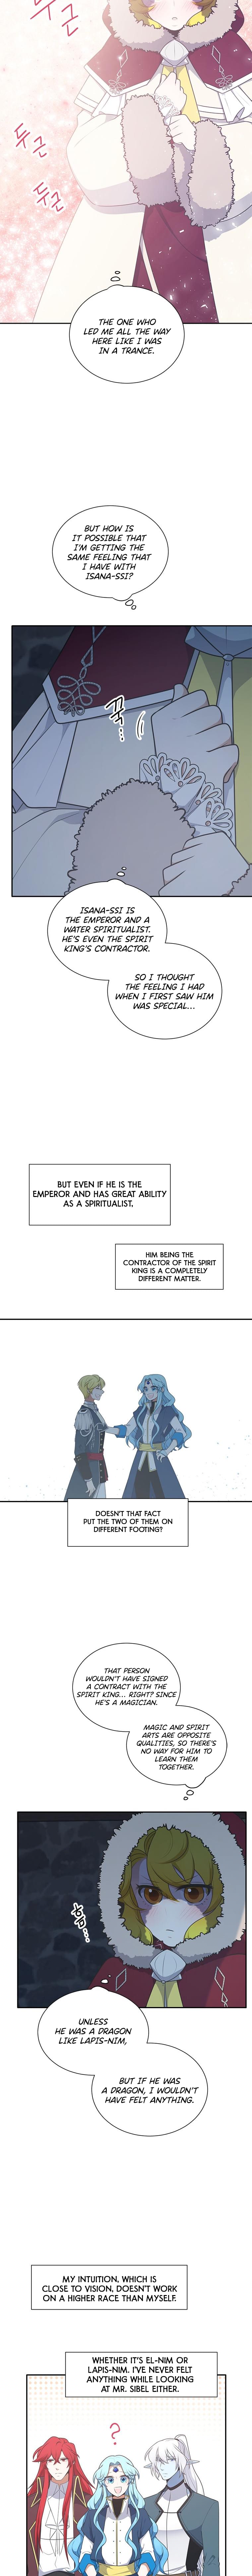 두근
두근
두근
THE ONE WHO
LED ME ALL THE WAY
HERE LIKE I WAS
IN A TRANCE.
BUT HOW IS
IT POSSIBLE THAT
I'M GETTING THE
SAME FEELING THAT
I HAVE WITH
ISANA-SSI?
꾹...
ISANA-SSI IS
THE EMPEROR AND A
WATER SPIRITUALIST.
HE'S EVEN THE SPIRIT
KING'S CONTRACTOR.
SO I THOUGHT
THE FEELING I HAD
WHEN I FIRST SAW HIM
WAS SPECIAL...
BUT EVEN IF HE IS THE
EMPEROR AND HAS GREAT ABILITY
AS A SPIRITUALIST,
HIM BEING THE
CONTRACTOR OF THE SPIRIT
KING IS A COMPLETELY
DIFFERENT MATTER.
DOESN'T THAT FACT
PUT THE TWO OF THEM ON
DIFFERENT FOOTING?
THAT PERSON
WOULDN'T HAVE SIGNED
A CONTRACT WITH THE
SPIRIT KING... RIGHT? SINCE
HE'S A MAGICIAN.
MAGIC AND SPIRIT
ARTS ARE OPPOSITE
QUALITIES, SO THERE'S
NO WAY FOR HIM TO
LEARN THEM
TOGETHER.
UNLESS
HE WAS A DRAGON
LIKE LAPIS-NIM,
BUT IF HE WAS
A DRAGON, I WOULDN'T
HAVE FELT ANYTHING.
MY INTUITION, WHICH IS
CLOSE TO VISION, DOESN'T WORK
ON A HIGHER RACE THAN MYSELF.
WHETHER IT'S EL-NIM OR
LAPIS-NIM. I'VE NEVER FELT
ANYTHING WHILE LOOKING
AT MR. SIBEL EITHER.
?